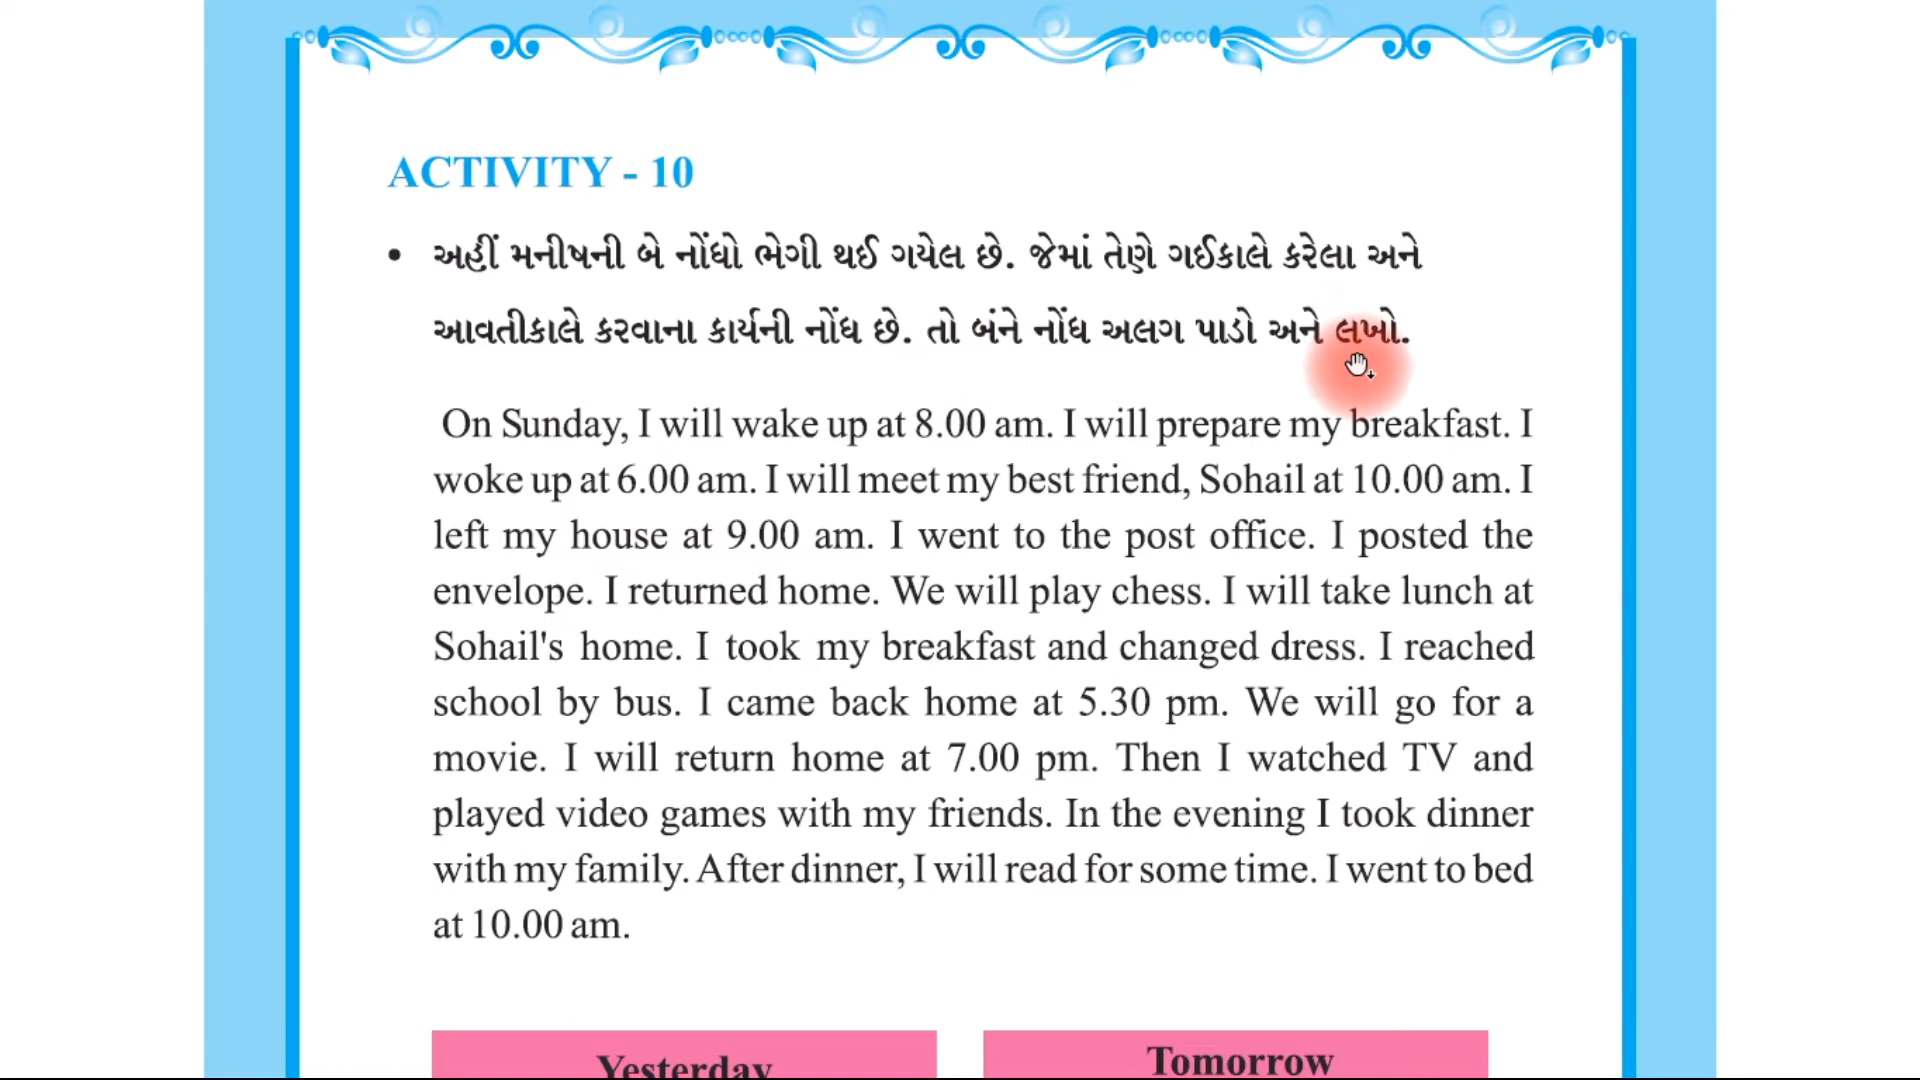 ACTIVITY - 10
• અહીં મનીષની બે નોંધો ભેગી થઈ ગયેલ છે. જેમાં તેણે ગઈકાલે કરેલા અને
આવતીકાલે કરવાના કાર્યની નોંધ છે. તો બંને નોંધ અલગ પાડો અને લખો.
On Sunday, I will wake up at 8.00 am. I will prepare my breakfast. I
woke up at 6.00 am. I will meet my best friend, Sohail at 10.00 am. I
left my house at 9.00 am. I went to the post office. I posted the
envelope. I returned home. We will play chess. I will take lunch at
Sohail's home. I took my breakfast and changed dress. I reached
school by bus. I came back home at 5.30 pm. We will go for a
movie. I will return home at 7.00 pm. Then I watched TV and
played video games with my friends. In the evening I took dinner
with my family. After dinner, I will read for some time. I went to bed
at 10.00 am.
Yesterday
Tomorrow